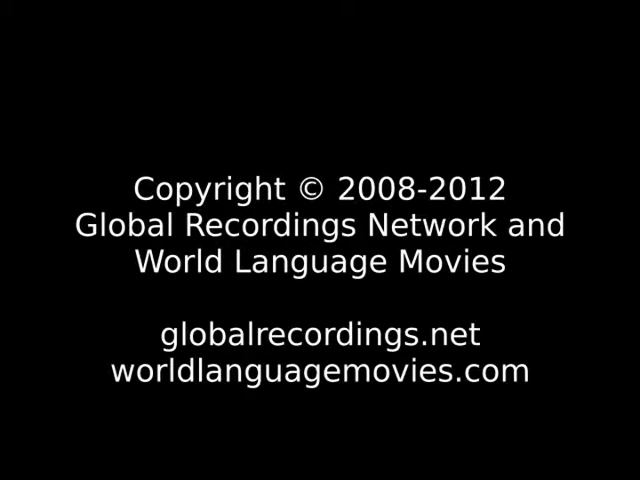 Copyright © 2008-2012
Global Recordings Network and
World Language Movies
globalrecordings.net
worldlanguagemovies.com